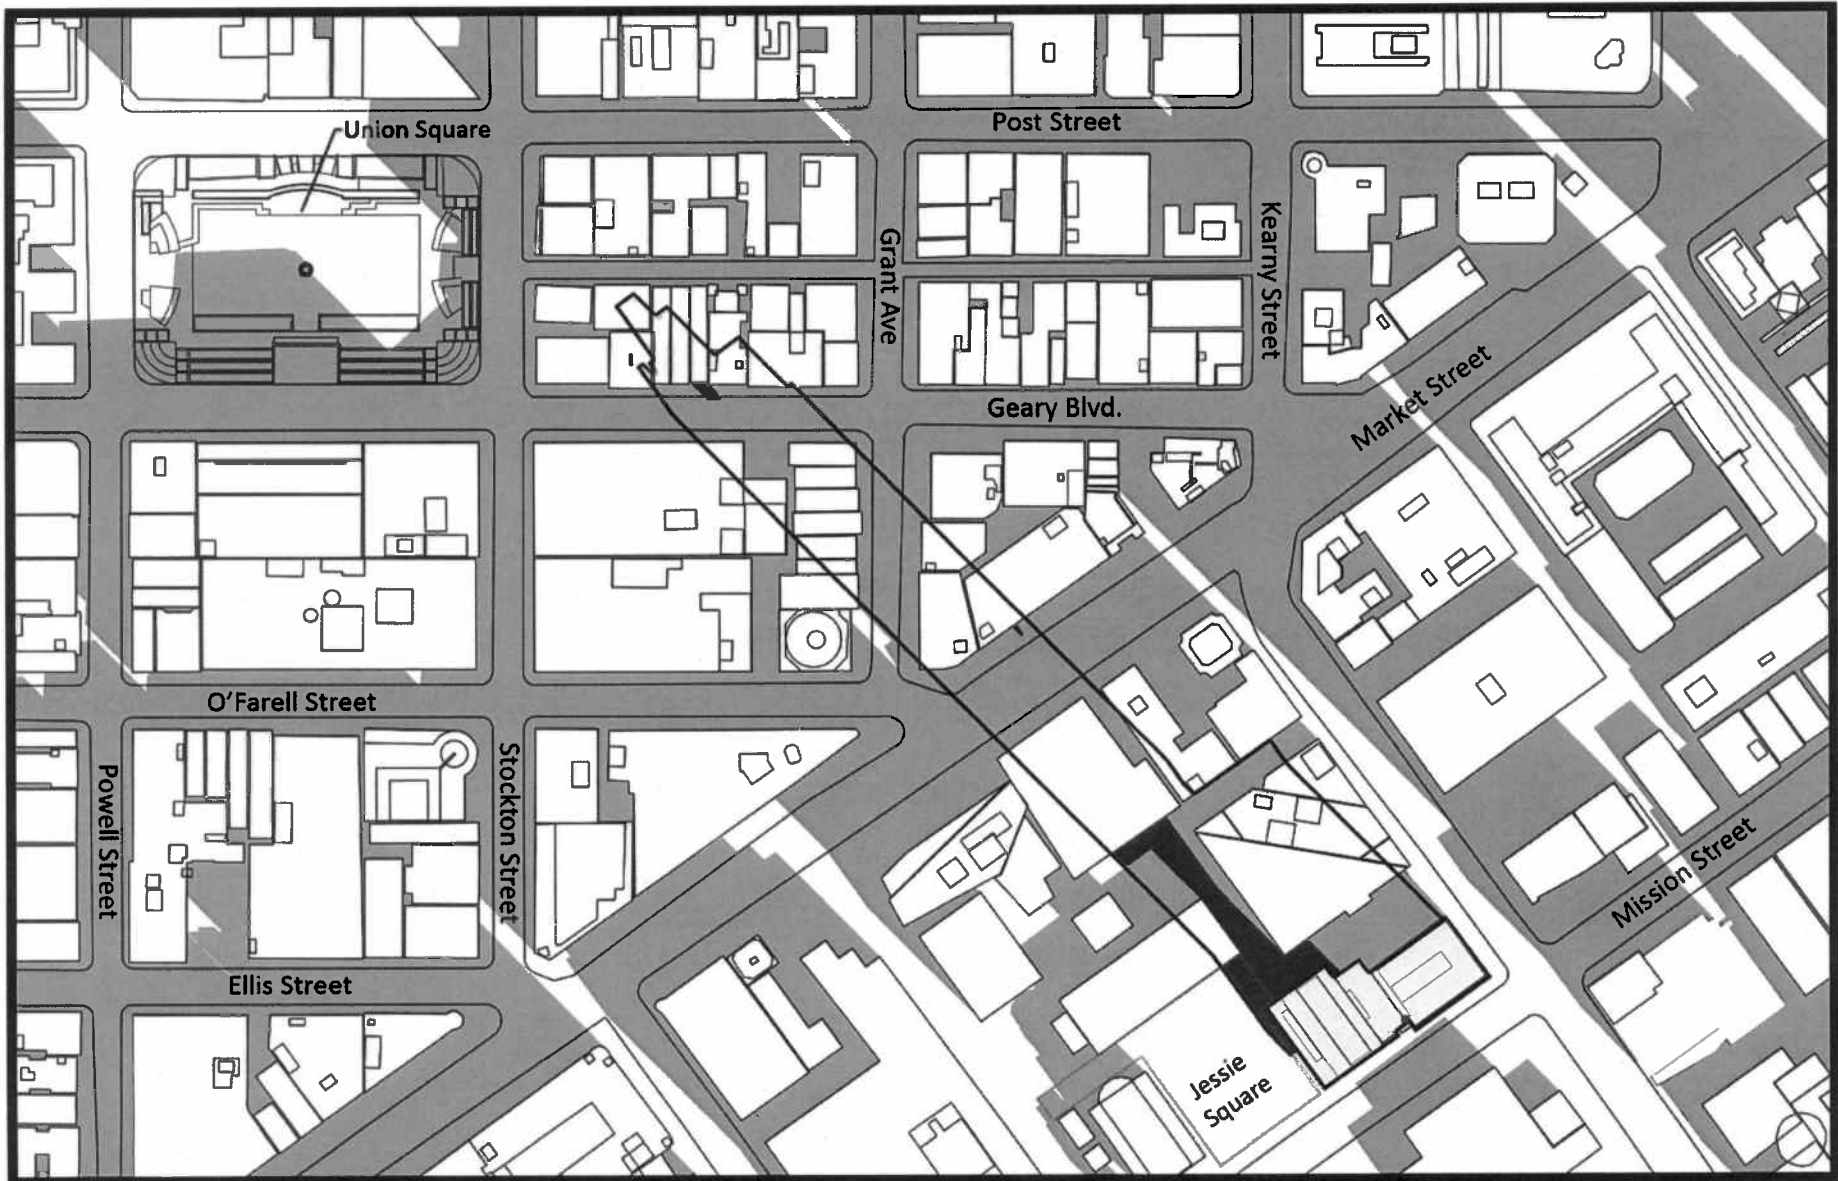 Union Square
Post Street
Grant Ave
Kearny Street
Geary Blvd.
Market Street
O'Farell Street
Powell Street
Stockton Street
Mission Street
Ellis Street
Jessie
Square